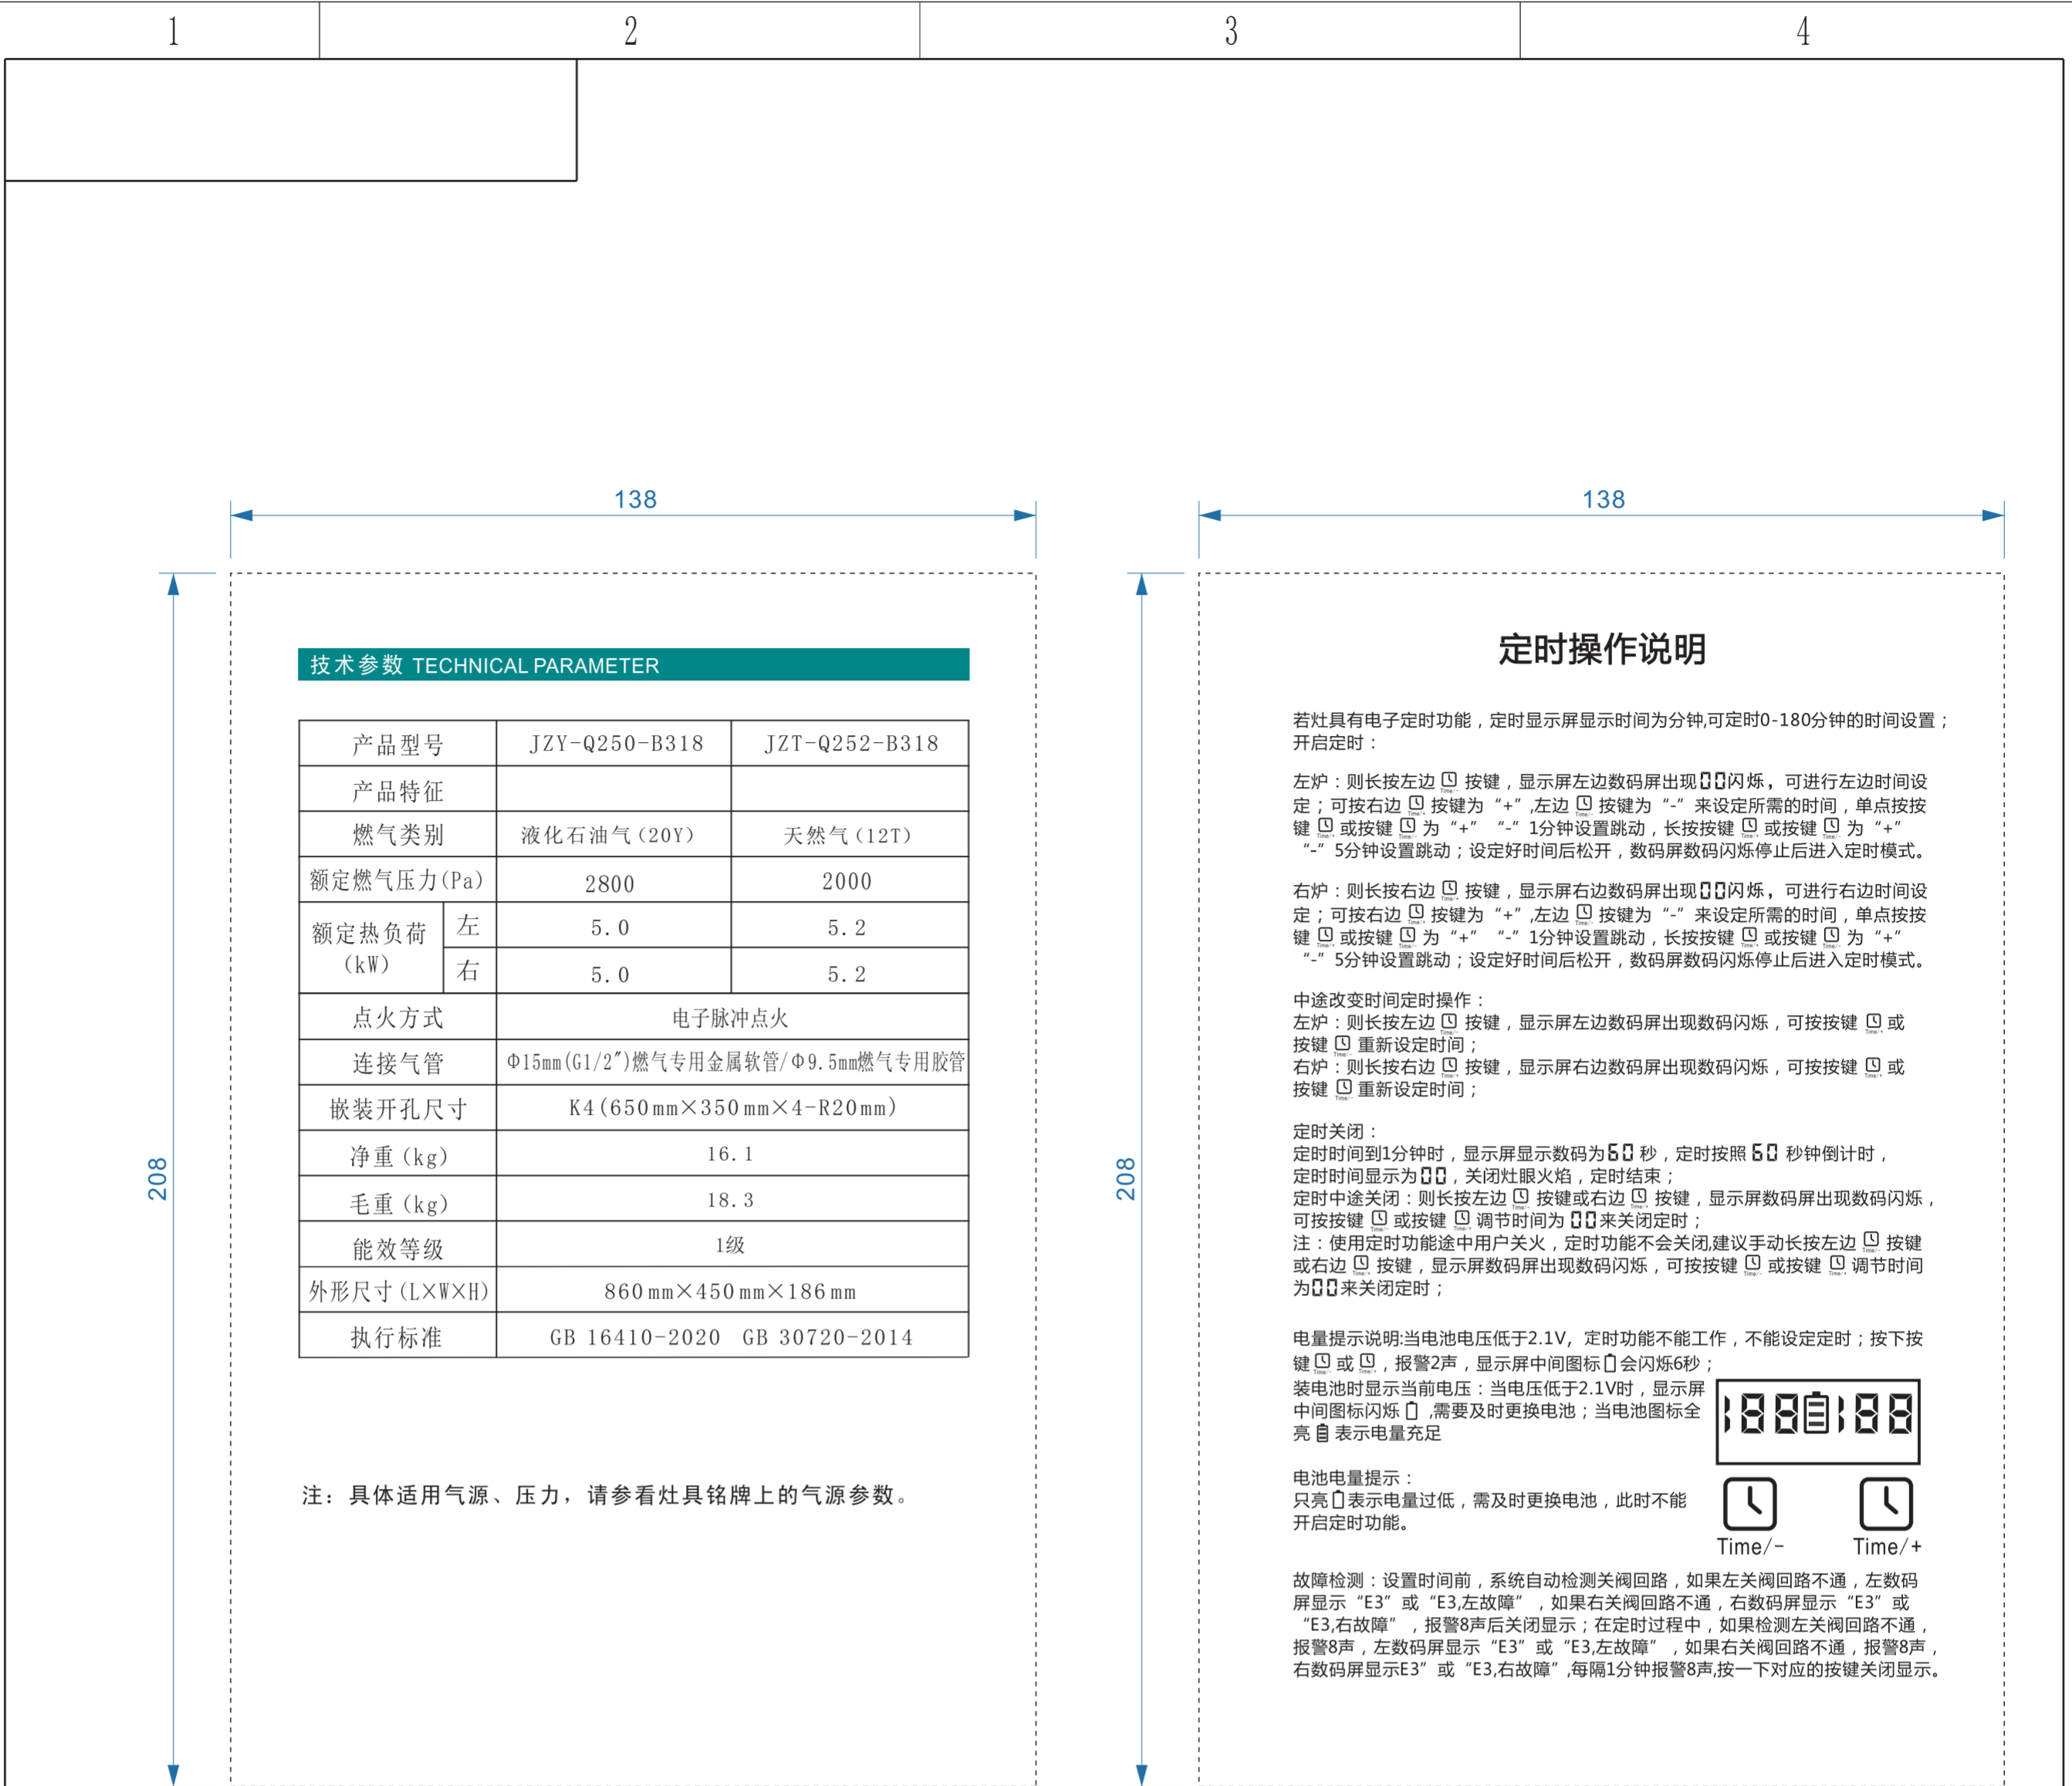 1 2 3 4
138
208
技术参数 TECHNICAL PARAMETER
产品型号 JZY-Q250-B318 JZT-Q252-B318
产品特征
燃气类别 液化石油气(20Y) 天然气(12T)
额定燃气压力(Pa) 2800 2000
额定热负荷(kW) 左 5.0 5.2
右 5.0 5.2
点火方式 电子脉冲点火
连接气管 Φ15mm(G1/2″)燃气专用金属软管/Φ9.5mm燃气专用胶管
嵌装开孔尺寸 K4(650mm×350mm×4-R20mm)
净重(kg) 16.1
毛重(kg) 18.3
能效等级 1级
外形尺寸(L×W×H) 860mm×450mm×186mm
执行标准 GB 16410-2020 GB 30720-2014
注：具体适用气源、压力，请参看灶具铭牌上的气源参数。
138
208
定时操作说明
若灶具有电子定时功能，定时显示屏显示时间为分钟,可定时0-180分钟的时间设置；
开启定时：
左炉：则长按左边 Time/- 按键，显示屏左边数码屏出现00闪烁，可进行左边时间设
定；可按右边 Time/+ 按键为“+”,左边 Time/- 按键为“-”来设定所需的时间，单点按按
键 Time/+ 或按键 Time/- 为“+”“-”1分钟设置跳动，长按按键 Time/+ 或按键 Time/- 为“+”
“-”5分钟设置跳动；设定好时间后松开，数码屏数码闪烁停止后进入定时模式。
右炉：则长按右边 Time/+ 按键，显示屏右边数码屏出现00闪烁，可进行右边时间设
定；可按右边 Time/+ 按键为“+”,左边 Time/- 按键为“-”来设定所需的时间，单点按按
键 Time/+ 或按键 Time/- 为“+”“-”1分钟设置跳动，长按按键 Time/+ 或按键 Time/- 为“+”
“-”5分钟设置跳动；设定好时间后松开，数码屏数码闪烁停止后进入定时模式。
中途改变时间定时操作：
左炉：则长按左边 Time/- 按键，显示屏左边数码屏出现数码闪烁，可按按键 Time/+ 或
按键 Time/- 重新设定时间；
右炉：则长按右边 Time/+ 按键，显示屏右边数码屏出现数码闪烁，可按按键 Time/+ 或
按键 Time/- 重新设定时间；
定时关闭：
定时时间到1分钟时，显示屏显示数码为60秒，定时按照60秒钟倒计时，
定时时间显示为00，关闭灶眼火焰，定时结束；
定时中途关闭：则长按左边 Time/- 按键或右边 Time/+ 按键，显示屏数码屏出现数码闪烁，
可按按键 Time/- 或按键 Time/+ 调节时间为00来关闭定时；
注：使用定时功能途中用户关火，定时功能不会关闭,建议手动长按左边 Time/- 按键
或右边 Time/+ 按键，显示屏数码屏出现数码闪烁，可按按键 Time/- 或按键 Time/+ 调节时间
为00来关闭定时；
电量提示说明:当电池电压低于2.1V，定时功能不能工作，不能设定定时；按下按
键 Time/- 或 Time/+，报警2声，显示屏中间图标会闪烁6秒；
装电池时显示当前电压：当电压低于2.1V时，显示屏
中间图标闪烁 ,需要及时更换电池；当电池图标全
亮 表示电量充足
188 188
电池电量提示：
只亮表示电量过低，需及时更换电池，此时不能
开启定时功能。
Time/- Time/+
故障检测：设置时间前，系统自动检测关阀回路，如果左关阀回路不通，左数码
屏显示“E3”或“E3,左故障”，如果右关阀回路不通，右数码屏显示“E3”或
“E3,右故障”，报警8声后关闭显示；在定时过程中，如果检测左关阀回路不通，
报警8声，左数码屏显示“E3”或“E3,左故障”，如果右关阀回路不通，报警8声，
右数码屏显示E3”或“E3,右故障”,每隔1分钟报警8声,按一下对应的按键关闭显示。